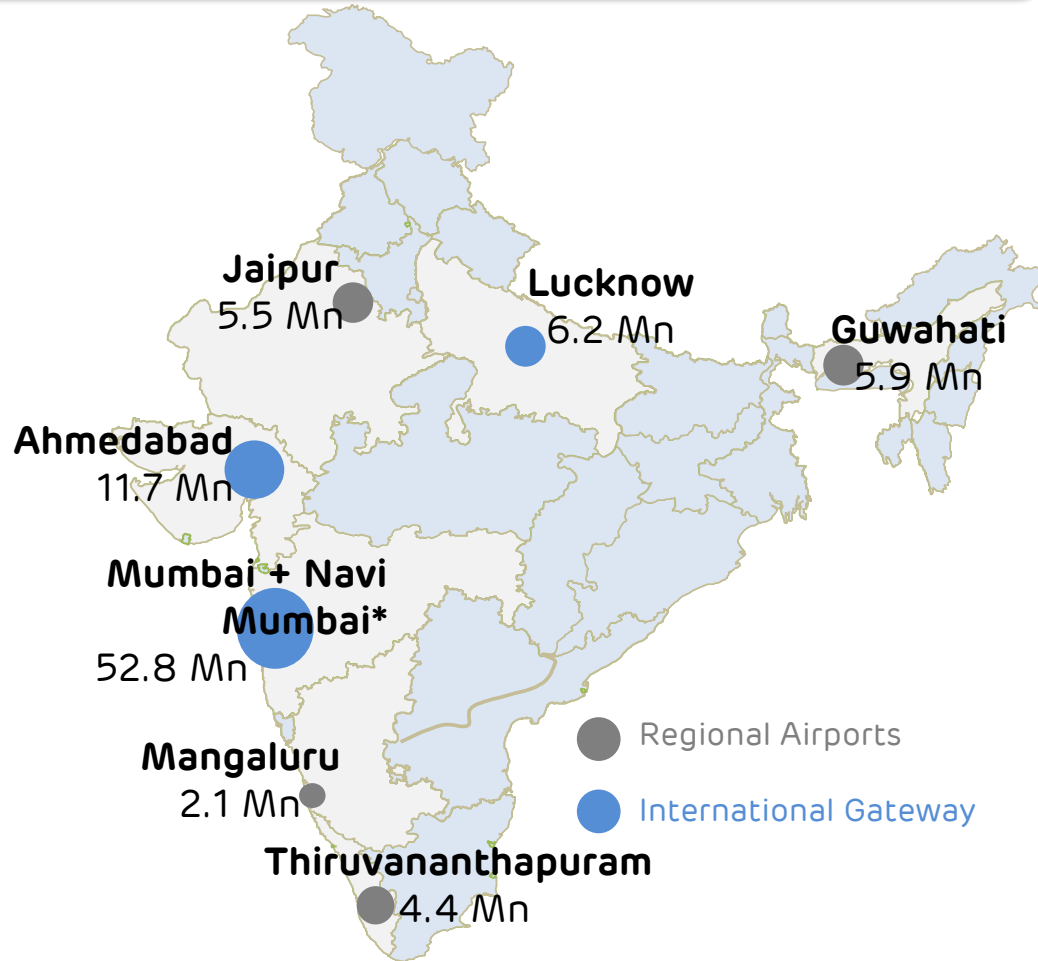 Jaipur
5.5 Mn
Lucknow
6.2 Mn
Guwahati
5.9 Mn
Ahmedabad
11.7 Mn
Mumbai + Navi
Mumbai*
52.8 Mn
Regional Airports
Mangaluru
2.1 Mn
International Gateway
Thiruvananthapuram
4.4 Mn